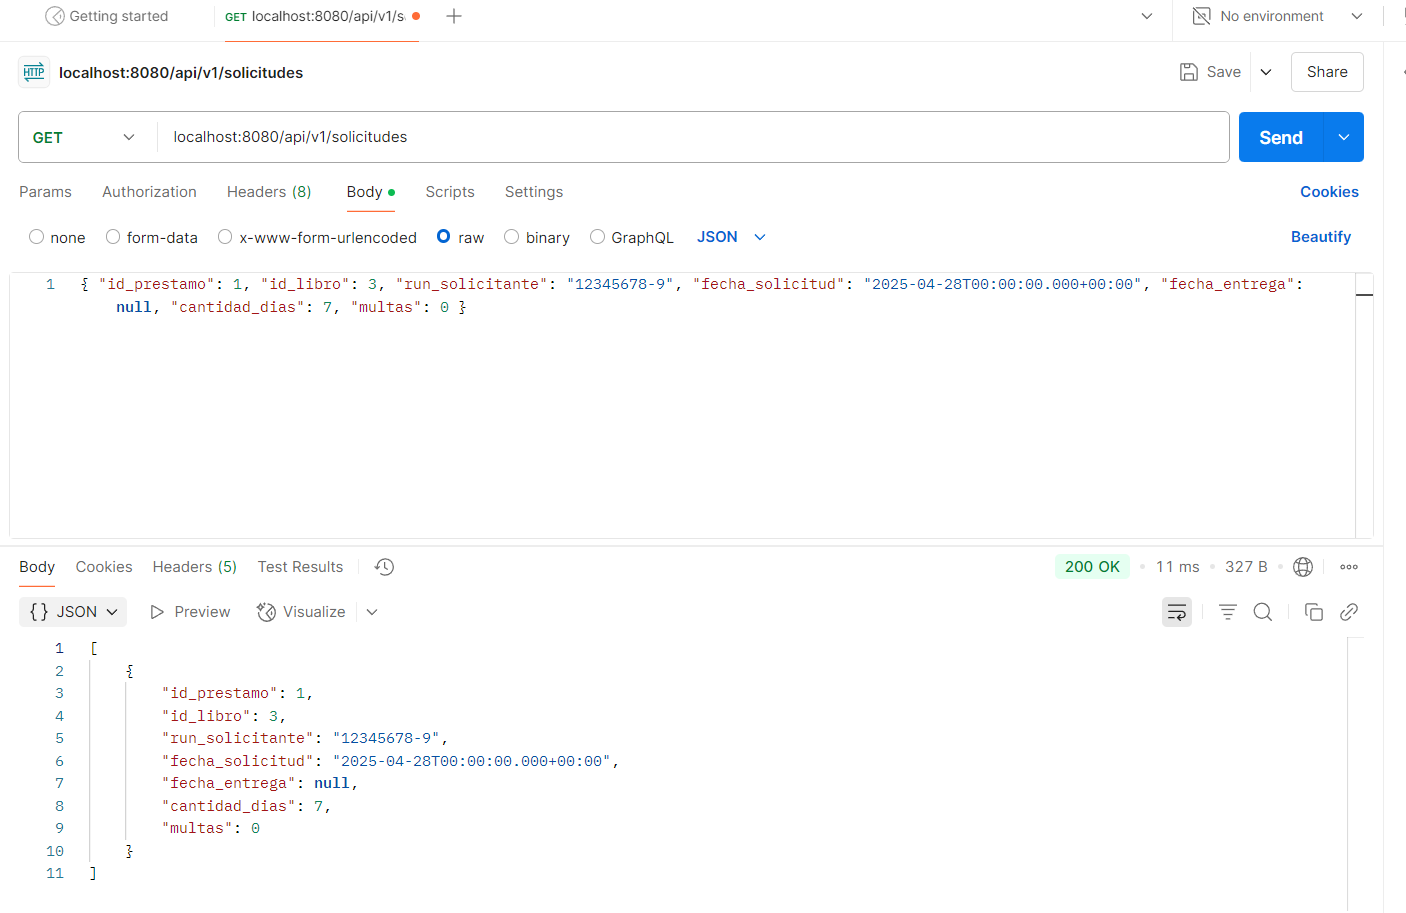 Getting started
GET localhost:8080/api/v1/s
No environment
HTTP localhost:8080/api/v1/solicitudes
Save
Share
GET localhost:8080/api/v1/solicitudes
Send
Params Authorization Headers (8) Body Scripts Settings
Cookies
none form-data x-www-form-urlencoded raw binary GraphQL JSON
Beautify
1 { "id_prestamo": 1, "id_libro": 3, "run_solicitante": "12345678-9", "fecha_solicitud": "2025-04-28T00:00:00.000+00:00", "fecha_entrega":
null, "cantidad_dias": 7, "multas": 0 }
Body Cookies Headers (5) Test Results
200 OK 11 ms 327 B
{} JSON Preview Visualize
1 [
2 {
3 "id_prestamo": 1,
4 "id_libro": 3,
5 "run_solicitante": "12345678-9",
6 "fecha_solicitud": "2025-04-28T00:00:00.000+00:00",
7 "fecha_entrega": null,
8 "cantidad_dias": 7,
9 "multas": 0
10 }
11 ]